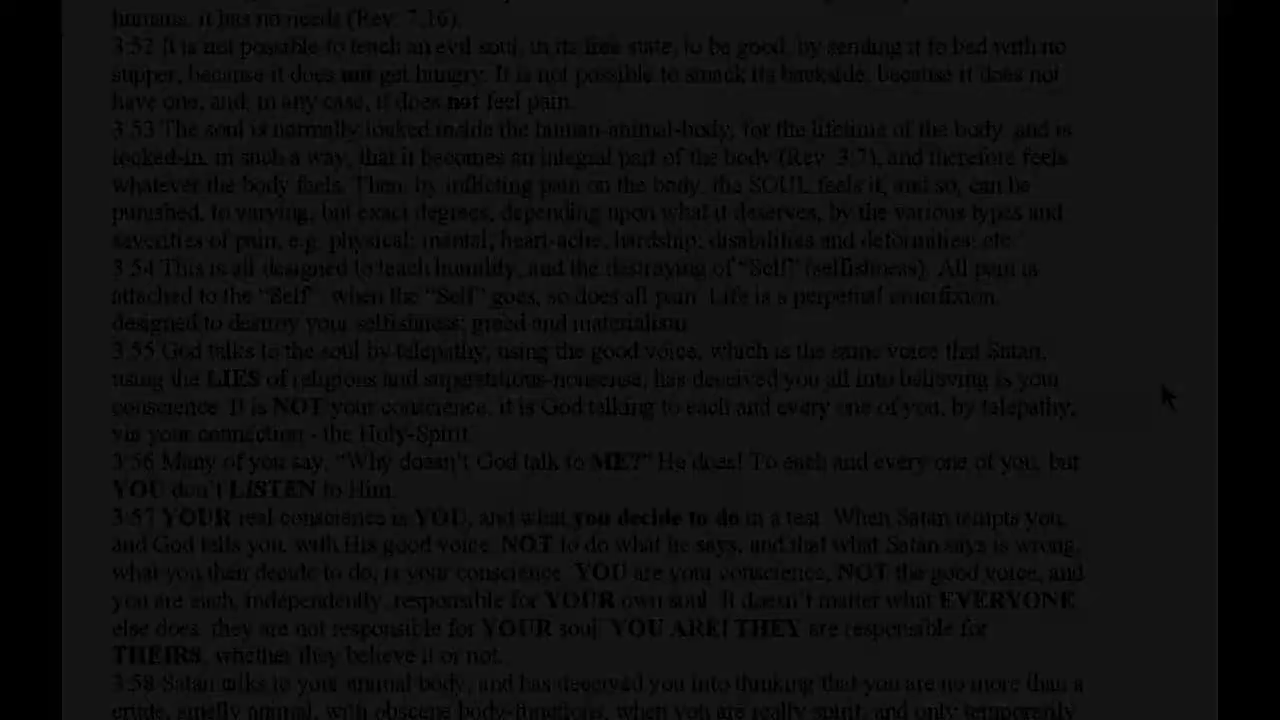 humans, it has no needs (Rev. 7.16).
3:52 It is not possible to teach an evil soul, in its free state, to be good, by sending it to bed with no
supper, because it does not get hungry. It is not possible to smack its backside, because it does not
have one, and, in any case, it does not feel pain.
3:53 The soul is normally locked inside the human-animal-body, for the lifetime of the body, and is
locked-in, in such a way, that it becomes an integral part of the body (Rev. 3:7), and therefore feels
whatever the body feels. Then, by inflicting pain on the body, the SOUL feels it, and so, can be
punished, to varying, but exact degrees, depending upon what it deserves, by the various types and
severities of pain, e.g. physical; mental; heart-ache, hardship; disabilities and deformities; etc.
3:54 This is all designed to teach humility, and the destroying of “Self” (selfishness). All pain is
attached to the “Self”, when the “Self” goes, so does all pain. Life is a perpetual crucifixion,
designed to destroy your selfishness; greed and materialism.
3:55 God talks to the soul by telepathy, using the good voice, which is the same voice that Satan,
using the LIES of religions and superstitious-nonsense, has deceived you all into believing is your
conscience. It is NOT your conscience, it is God talking to each and every one of you, by telepathy,
via your connection - the Holy-Spirit.
3:56 Many of you say, “Why doesn't God talk to ME?” He does! To each and every one of you, but
YOU don't LISTEN to Him.
3:57 YOUR real conscience is YOU, and what you decide to do in a test. When Satan tempts you,
and God tells you, with His good voice, NOT to do what he says, and that what Satan says is wrong,
what you then decide to do, is your conscience. YOU are your conscience, NOT the good voice, and
you are each, independently, responsible for YOUR own soul. It doesn't matter what EVERYONE
else does, they are not responsible for YOUR soul, YOU ARE! THEY are responsible for
THEIRS, whether they believe it or not.
3:58 Satan talks to your animal body, and has deceived you into thinking that you are no more than a
crude, smelly animal, with obscene body-functions, when you are really spirit, and only temporarily